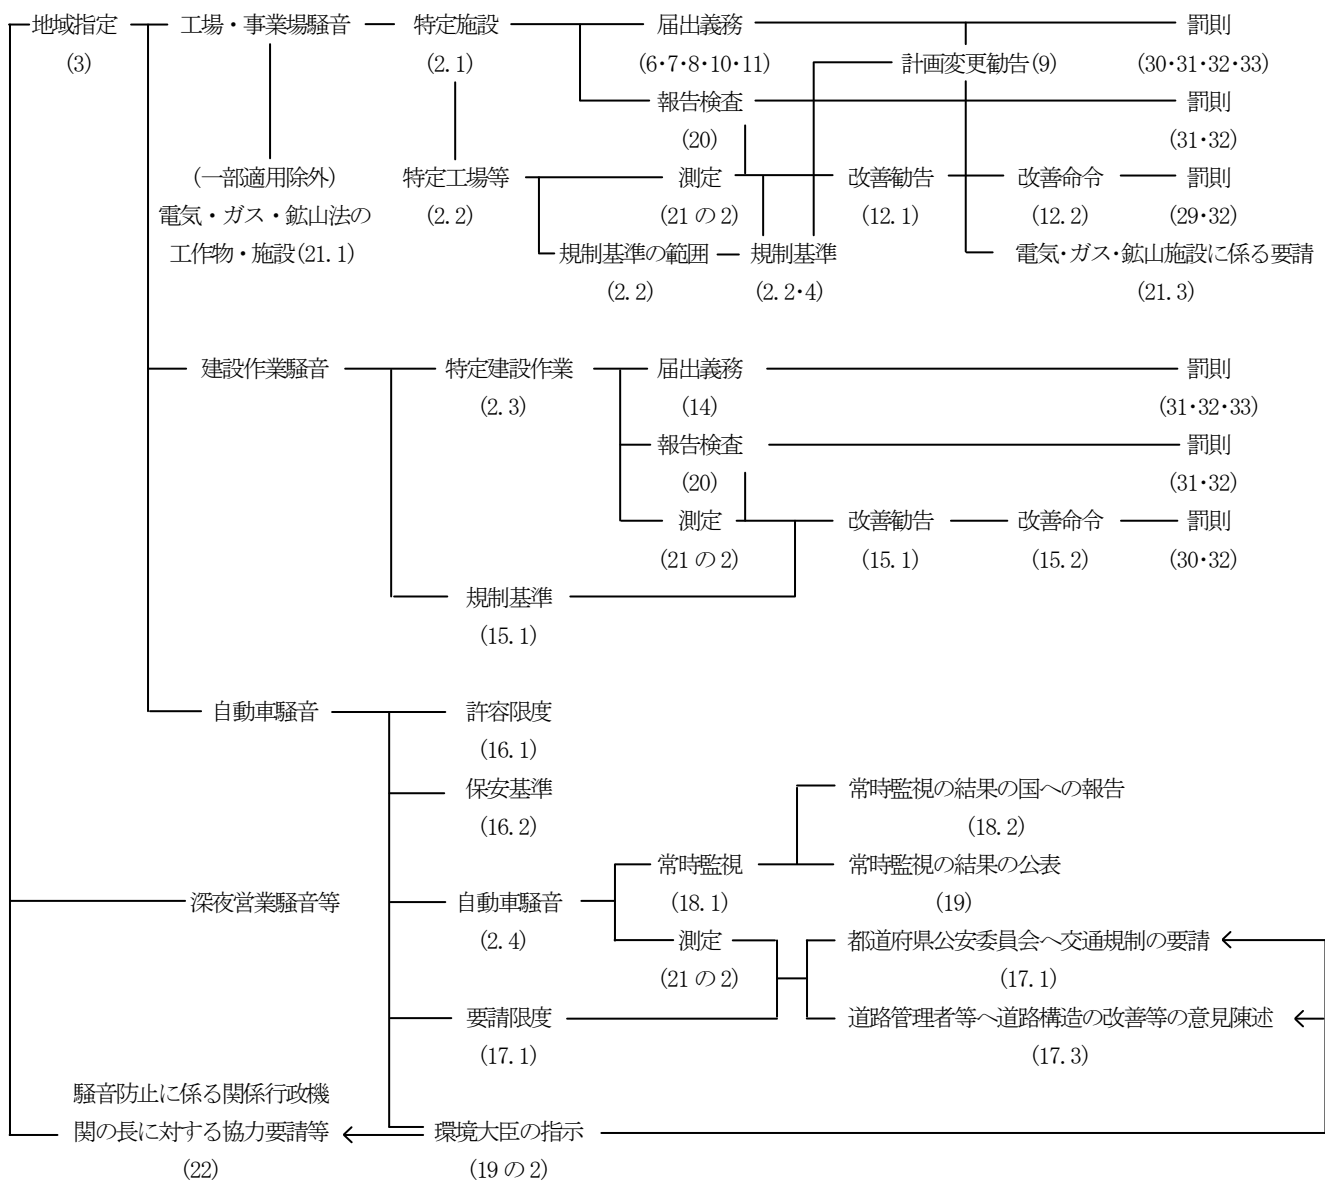 地域指定 工場・事業場騒音 特定施設 届出義務 罰則
(3) (2.1) (6・7・8・10・11) 計画変更勧告(9) (30・31・32・33)
報告検査 罰則
(20) (31・32)
(一部適用除外) 特定工場等 測定 改善勧告 改善命令 罰則
電気・ガス・鉱山法の (2.2) (21の2) (12.1) (12.2) (29・32)
工作物・施設(21.1) 規制基準の範囲 規制基準 電気・ガス・鉱山施設に係る要請
(2.2) (2.2・4) (21.3)
建設作業騒音 特定建設作業 届出義務 罰則
(2.3) (14) (31・32・33)
報告検査 罰則
(20) (31・32)
測定 改善勧告 改善命令 罰則
(21の2) (15.1) (15.2) (30・32)
規制基準
(15.1)
自動車騒音 許容限度
(16.1)
保安基準 常時監視の結果の国への報告
(16.2) (18.2)
常時監視 常時監視の結果の公表
深夜営業騒音等 自動車騒音 (18.1) (19)
(2.4) 測定 都道府県公安委員会へ交通規制の要請
(21の2) (17.1)
要請限度 道路管理者等へ道路構造の改善等の意見陳述
(17.1) (17.3)
騒音防止に係る関係行政機
関の長に対する協力要請等 環境大臣の指示
(22) (19の2)